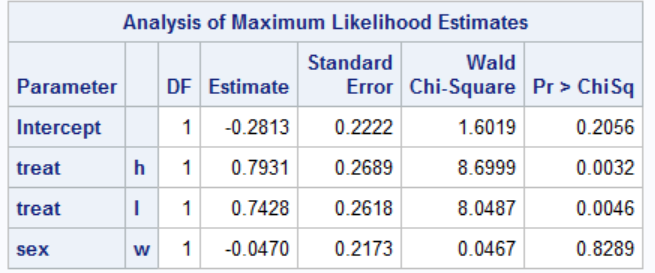 Analysis of Maximum Likelihood Estimates
Parameter DF Estimate Standard Error Wald Chi-Square Pr > ChiSq
Intercept 1 -0.2813 0.2222 1.6019 0.2056
treat h 1 0.7931 0.2689 8.6999 0.0032
treat l 1 0.7428 0.2618 8.0487 0.0046
sex w 1 -0.0470 0.2173 0.0467 0.8289